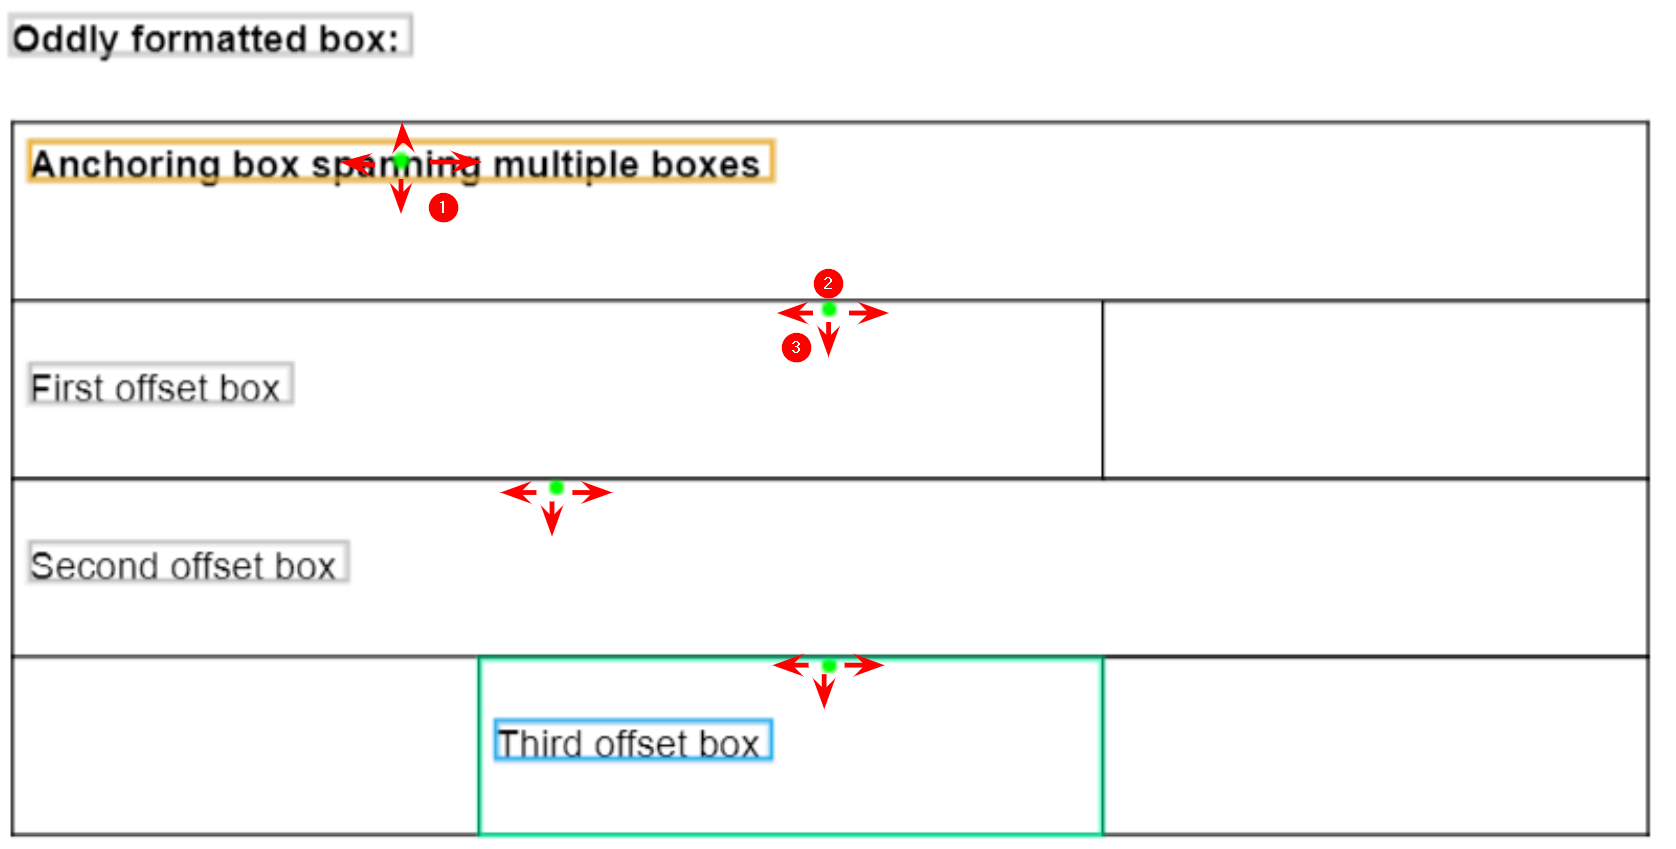 Oddly formatted box:
Anchoring box spanning multiple boxes
1
2
3
First offset box
Second offset box
Third offset box